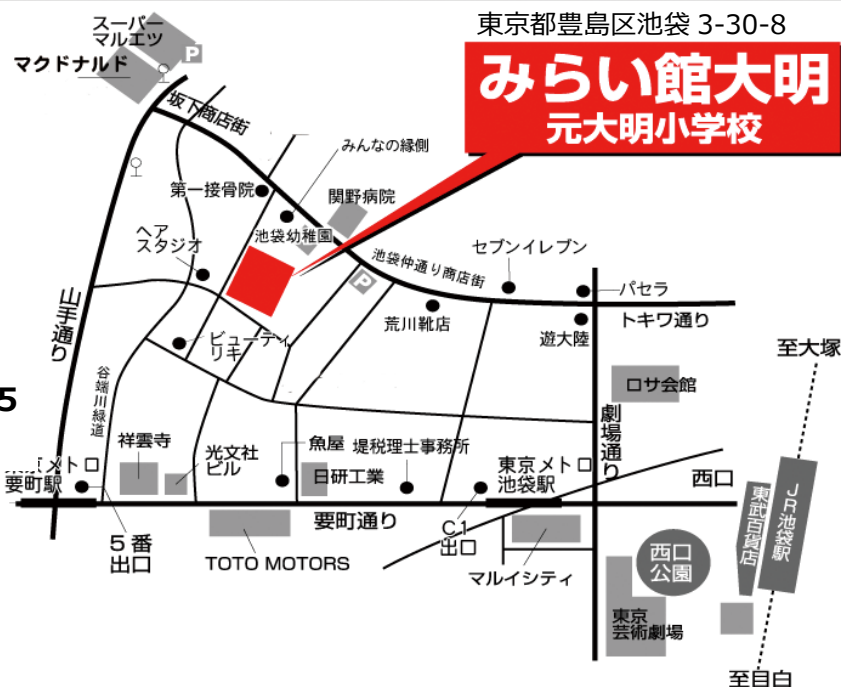 東京都豊島区池袋 3-30-8
みらい館大明
元大明小学校
スーパー
マルエツ
P
マクドナルド
坂下商店街
みんなの縁側
第一接骨院
関野病院
池袋幼稚園
ヘア
スタジオ
池袋仲通り商店街
セブンイレブン
P
パセラ
トキワ通り
遊大陸
荒川靴店
山手通り
ビューティ
リキ
至大塚
谷端川緑道
ロサ会館
5
劇場通り
祥雲寺
光文社
ビル
魚屋
堤税理士事務所
日研工業
東京メトロ
池袋駅
西口
メトロ
要町駅
要町通り
5番
出口
TOTO MOTORS
C1
出口
マルイシティ
西口
公園
東武百貨店
JR池袋駅
東京
芸術劇場
至目白